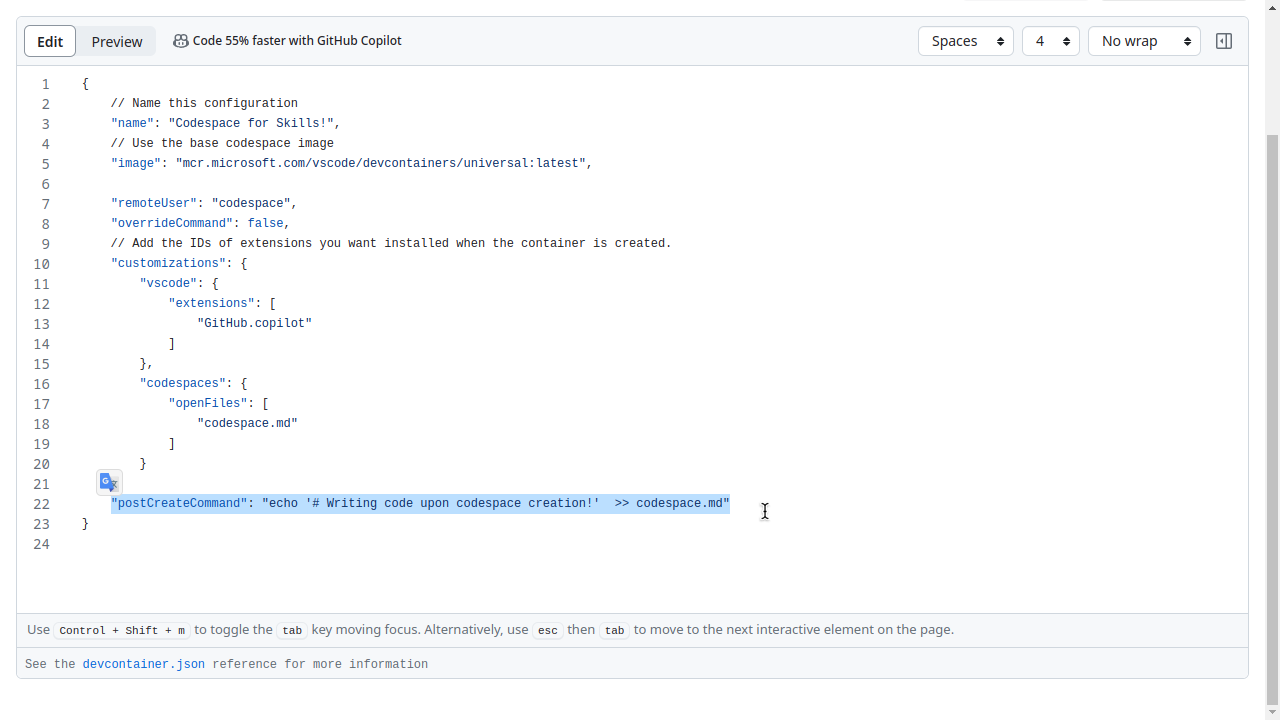 Edit
Preview
Code 55% faster with GitHub Copilot
Spaces
4
No wrap
1 {
2 // Name this configuration
3 "name": "Codespace for Skills!",
4 // Use the base codespace image
5 "image": "mcr.microsoft.com/vscode/devcontainers/universal:latest",
6
7 "remoteUser": "codespace",
8 "overrideCommand": false,
9 // Add the IDs of extensions you want installed when the container is created.
10 "customizations": {
11 "vscode": {
12 "extensions": [
13 "GitHub.copilot"
14 ]
15 },
16 "codespaces": {
17 "openFiles": [
18 "codespace.md"
19 ]
20 }
21
22 "postCreateCommand": "echo '# Writing code upon codespace creation!'  >> codespace.md"
23 }
24
Use Control + Shift + m to toggle the tab key moving focus. Alternatively, use esc then tab to move to the next interactive element on the page.
See the devcontainer.json reference for more information